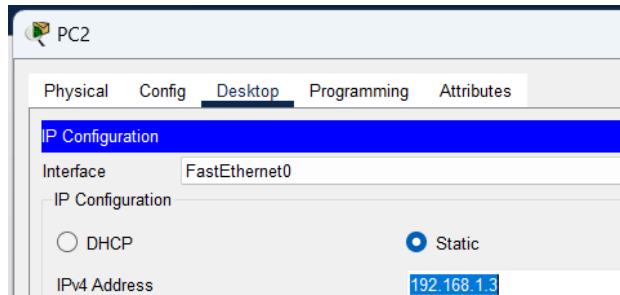 PC2
Physical Config Desktop Programming Attributes
IP Configuration
Interface FastEthernet0
IP Configuration
DHCP Static
IPv4 Address 192.168.1.3